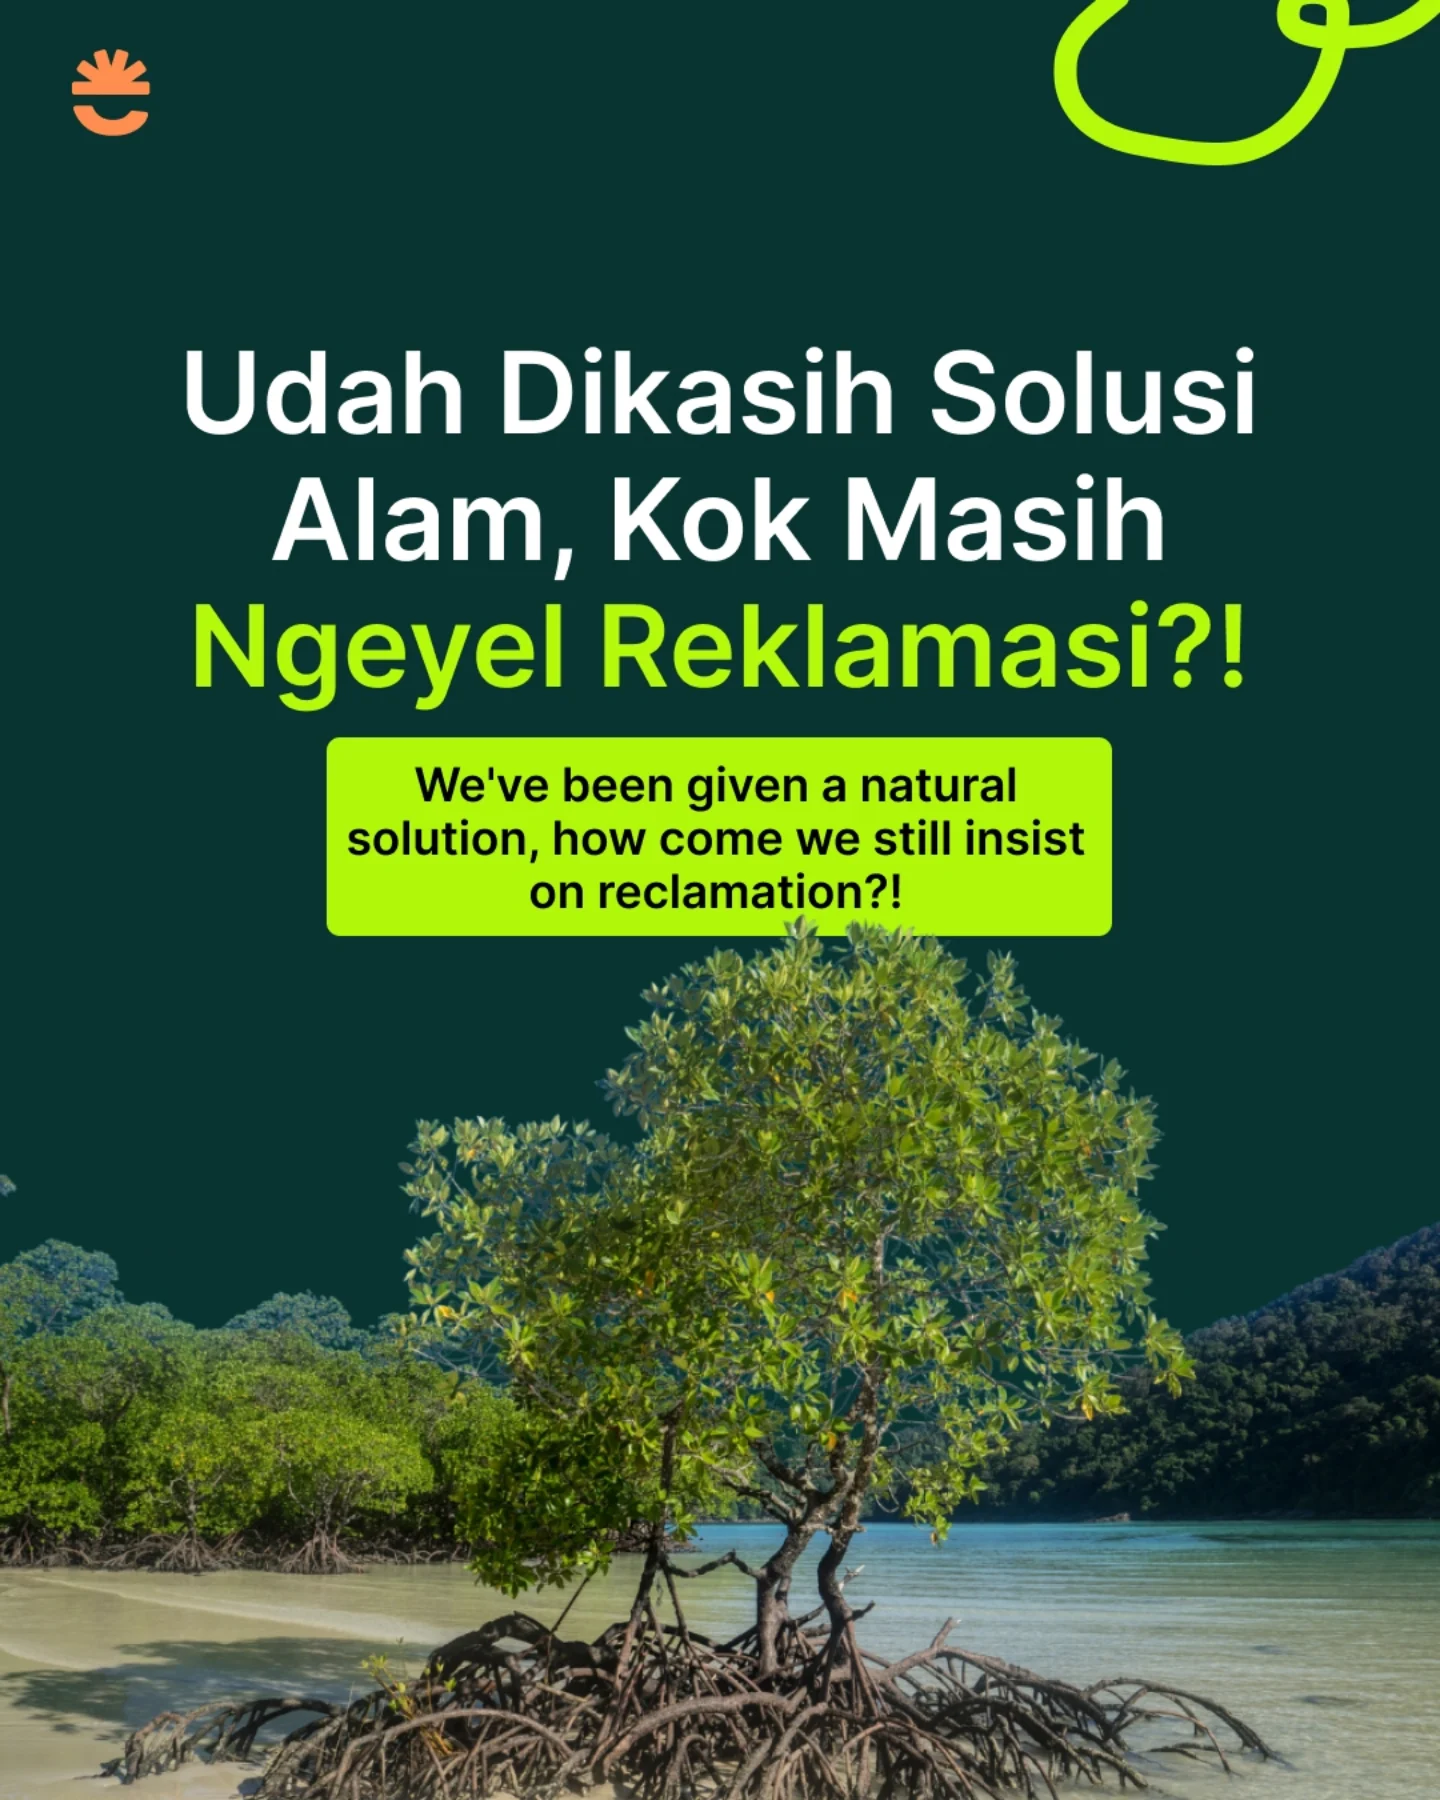 Udah Dikasih Solusi
Alam, Kok Masih
Ngeyel Reklamasi?!
We've been given a natural
solution, how come we still insist
on reclamation?!